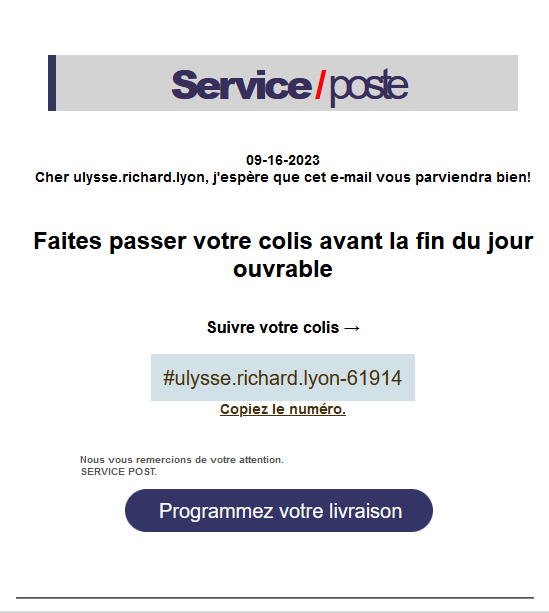 Service/poste
09-16-2023
Cher ulysse.richard.lyon, j'espère que cet e-mail vous parviendra bien!
Faites passer votre colis avant la fin du jour
ouvrable
Suivre votre colis →
#ulysse.richard.lyon-61914
Copiez le numéro.
Nous vous remercions de votre attention.
SERVICE POST.
Programmez votre livraison